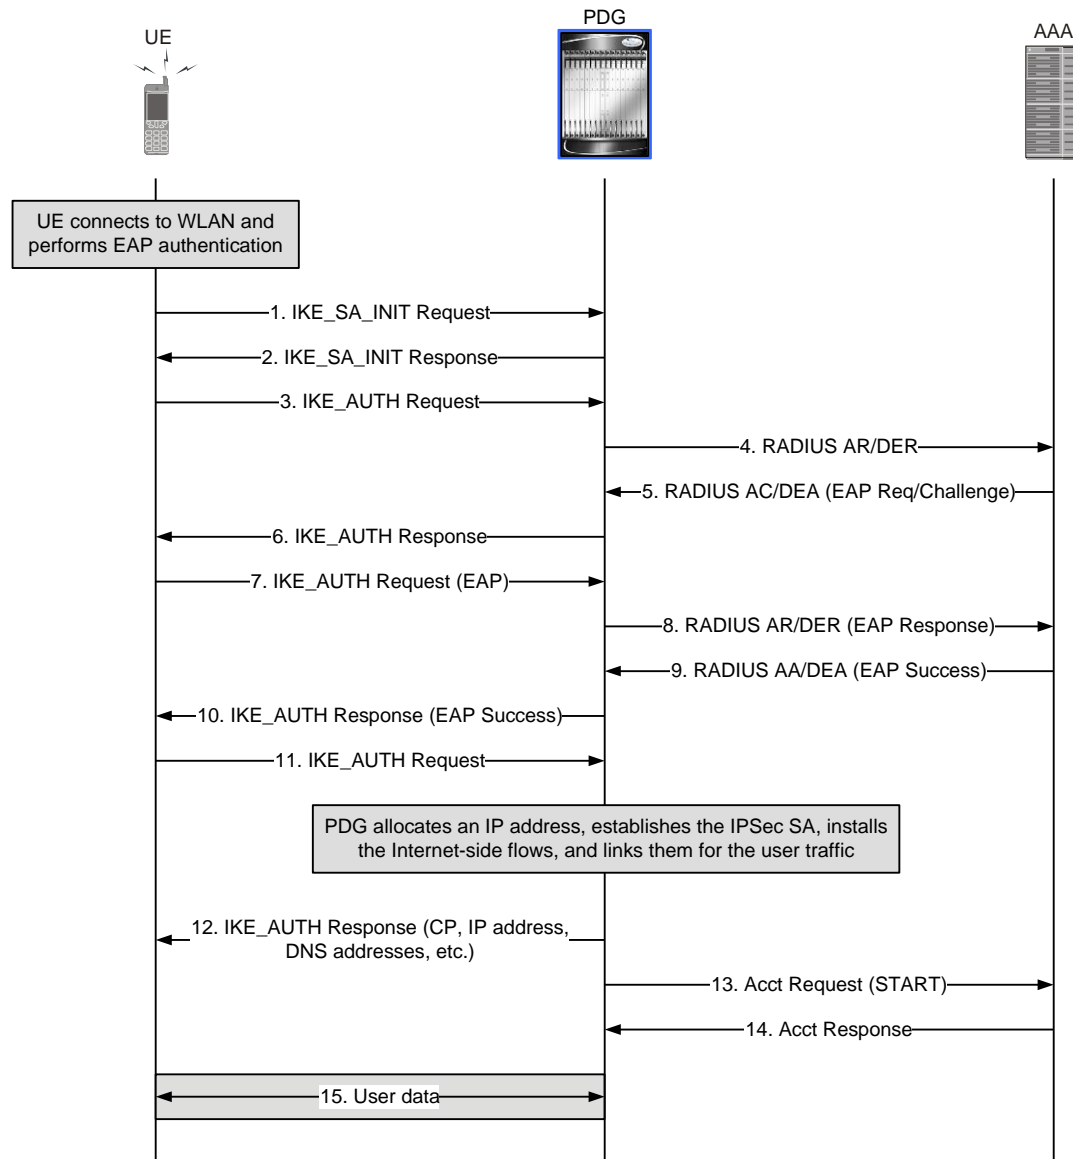 PDG
UE
AAA
UE connects to WLAN and
performs EAP authentication
1. IKE_SA_INIT Request
2. IKE_SA_INIT Response
3. IKE_AUTH Request
4. RADIUS AR/DER
5. RADIUS AC/DEA (EAP Req/Challenge)
6. IKE_AUTH Response
7. IKE_AUTH Request (EAP)
8. RADIUS AR/DER (EAP Response)
9. RADIUS AA/DEA (EAP Success)
10. IKE_AUTH Response (EAP Success)
11. IKE_AUTH Request
PDG allocates an IP address, establishes the IPSec SA, installs
the Internet-side flows, and links them for the user traffic
12. IKE_AUTH Response (CP, IP address,
DNS addresses, etc.)
13. Acct Request (START)
14. Acct Response
15. User data